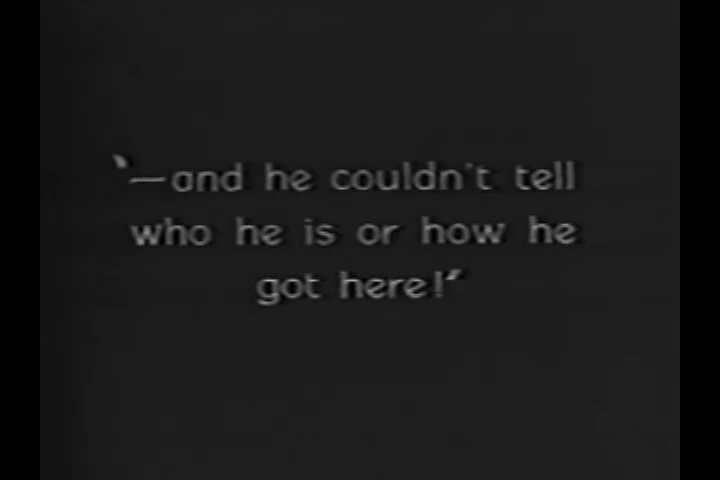 "—and he couldn't tell
who he is or how he
got here!"